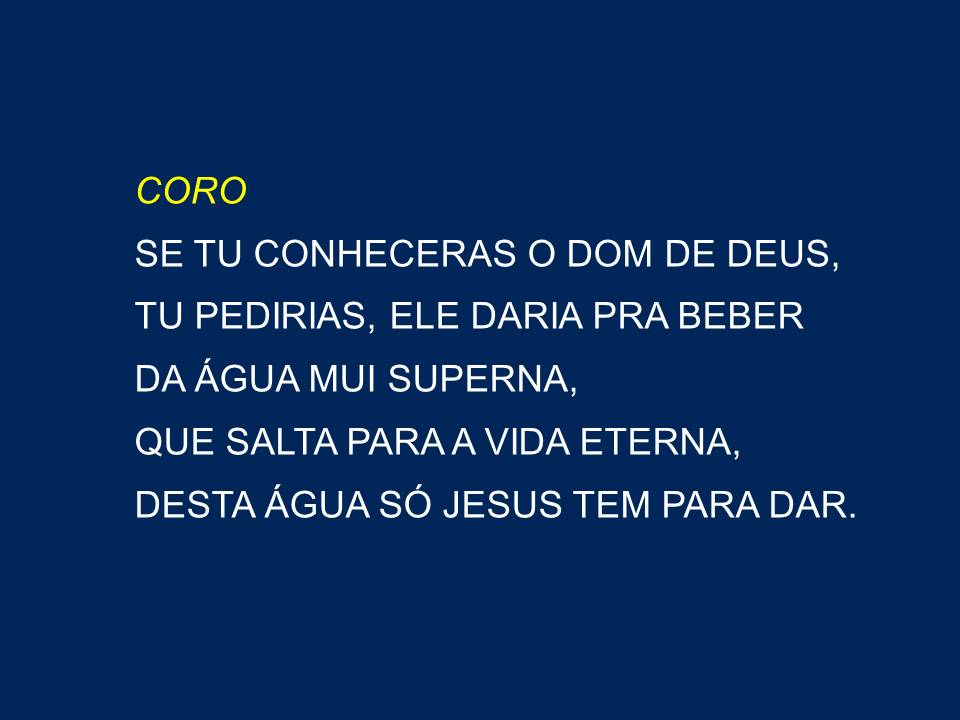 CORO
SE TU CONHECERAS O DOM DE DEUS,
TU PEDIRIAS, ELE DARIA PRA BEBER
DA ÁGUA MUI SUPERNA,
QUE SALTA PARA A VIDA ETERNA,
DESTA ÁGUA SÓ JESUS TEM PARA DAR.